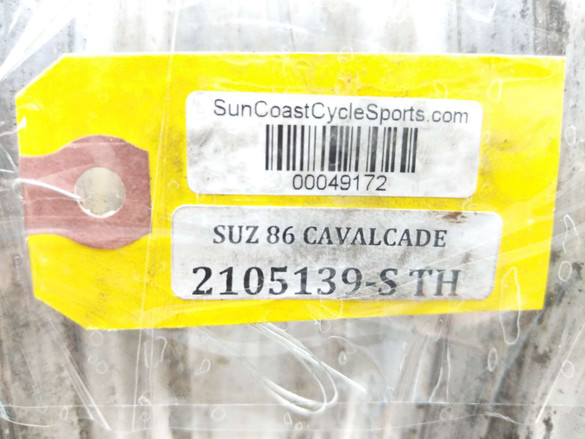 SunCoastCycleSports.com
00049172
SUZ 86 CAVALCADE
2105139-S TH